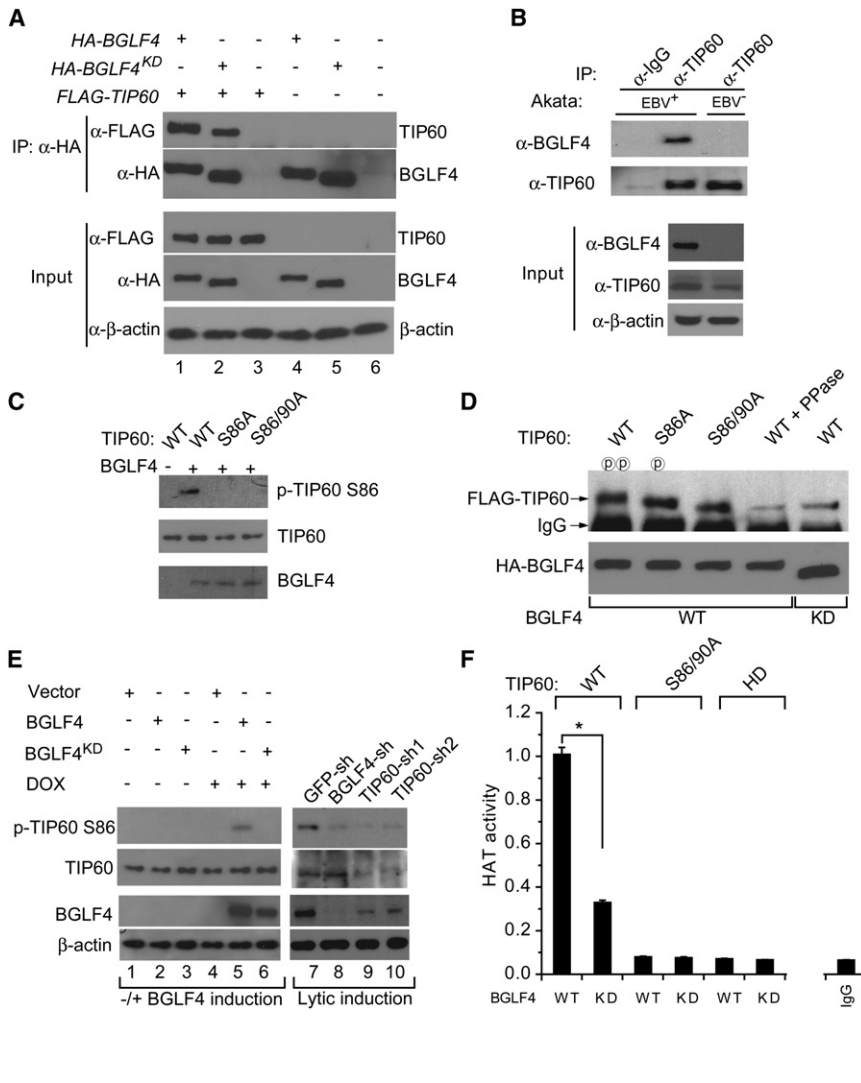 A
HA-BGLF4 + - - + - -
HA-BGLF4KD - + - - + -
FLAG-TIP60 + + + - - -
IP: α-HA
α-FLAG TIP60
α-HA BGLF4
Input
α-FLAG TIP60
α-HA BGLF4
α-β-actin β-actin
1 2 3 4 5 6
B
IP: α-IgG α-TIP60 α-TIP60
Akata: EBV+ EBV-
α-BGLF4
α-TIP60
Input
α-BGLF4
α-TIP60
α-β-actin
C
TIP60: WT WT S86A S86/90A
BGLF4 - + + +
p-TIP60 S86
TIP60
BGLF4
D
TIP60: WT S86A S86/90A WT + PPase WT
p p p
FLAG-TIP60
IgG
HA-BGLF4
BGLF4 WT KD
E
Vector + - - + - -
BGLF4 - + - - + -
BGLF4KD - - + - - +
DOX - - - + + +
GFP-sh BGLF4-sh TIP60-sh1 TIP60-sh2
p-TIP60 S86
TIP60
BGLF4
β-actin
1 2 3 4 5 6 7 8 9 10
-/+ BGLF4 induction Lytic induction
F
TIP60: WT S86/90A HD
HAT activity
1.2
1.0
0.8
0.6
0.4
0.2
0.0
*
BGLF4 WT KD WT KD WT KD IgG